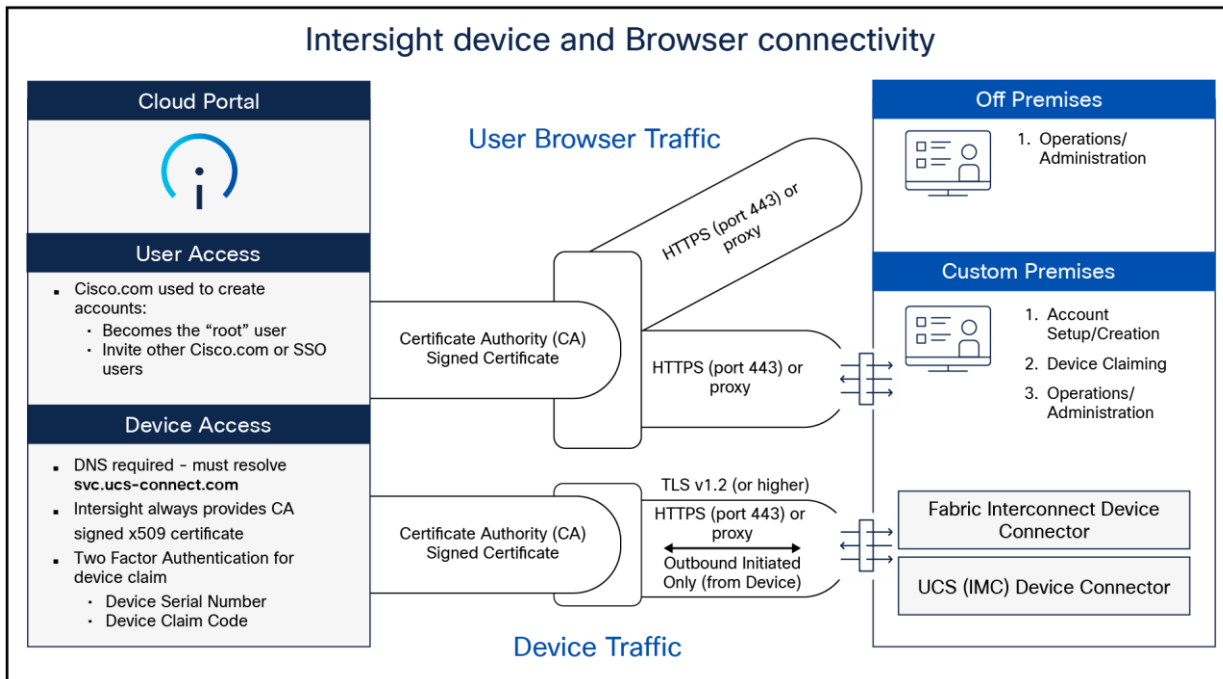 Intersight device and Browser connectivity
Cloud Portal
User Access
▪ Cisco.com used to create
accounts:
• Becomes the “root” user
• Invite other Cisco.com or SSO
users
Device Access
▪ DNS required - must resolve
svc.ucs-connect.com
▪ Intersight always provides CA
signed x509 certificate
▪ Two Factor Authentication for
device claim
• Device Serial Number
• Device Claim Code
User Browser Traffic
HTTPS (port 443) or
proxy
Certificate Authority (CA)
Signed Certificate
HTTPS (port 443) or
proxy
Certificate Authority (CA)
Signed Certificate
TLS v1.2 (or higher)
HTTPS (port 443) or
proxy
Outbound Initiated
Only (from Device)
Device Traffic
Off Premises
1. Operations/
Administration
Custom Premises
1. Account
Setup/Creation
2. Device Claiming
3. Operations/
Administration
Fabric Interconnect Device
Connector
UCS (IMC) Device Connector